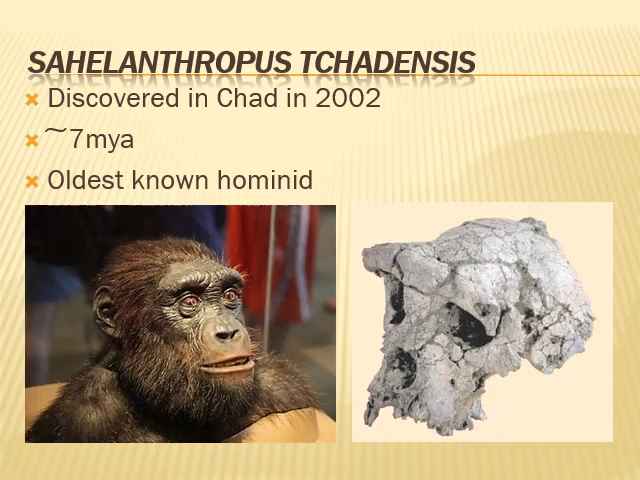 SAHELANTHROPUS TCHADENSIS
Discovered in Chad in 2002
~7mya
Oldest known hominid